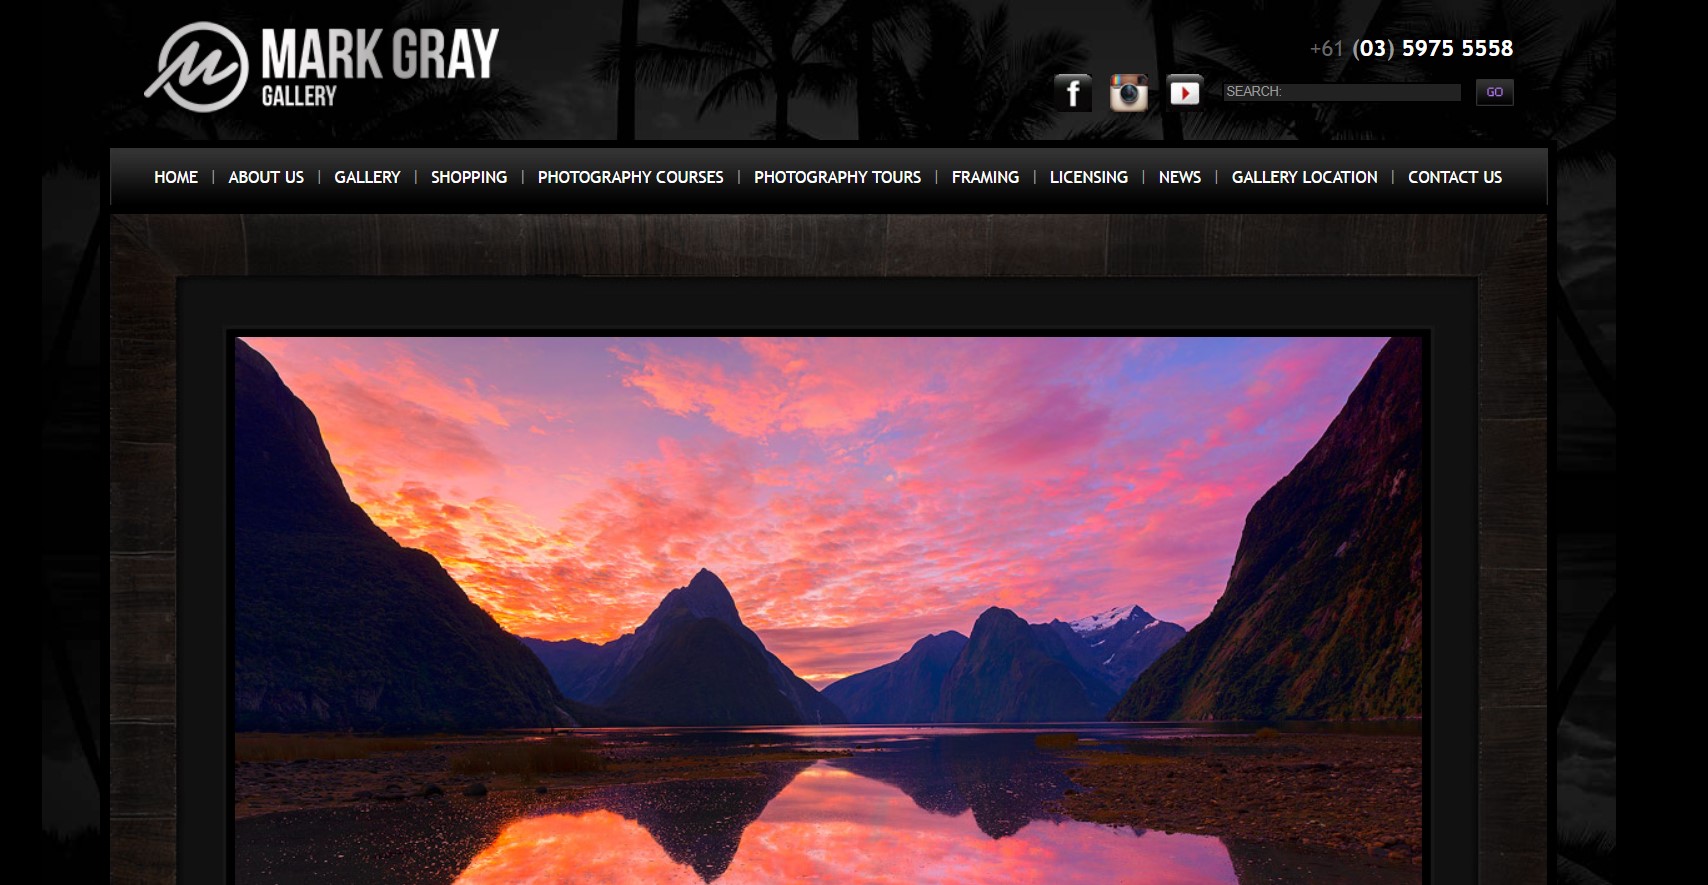 MARK GRAY
GALLERY
+61 (03) 5975 5558
SEARCH:
GO
HOME | ABOUT US | GALLERY | SHOPPING | PHOTOGRAPHY COURSES | PHOTOGRAPHY TOURS | FRAMING | LICENSING | NEWS | GALLERY LOCATION | CONTACT US